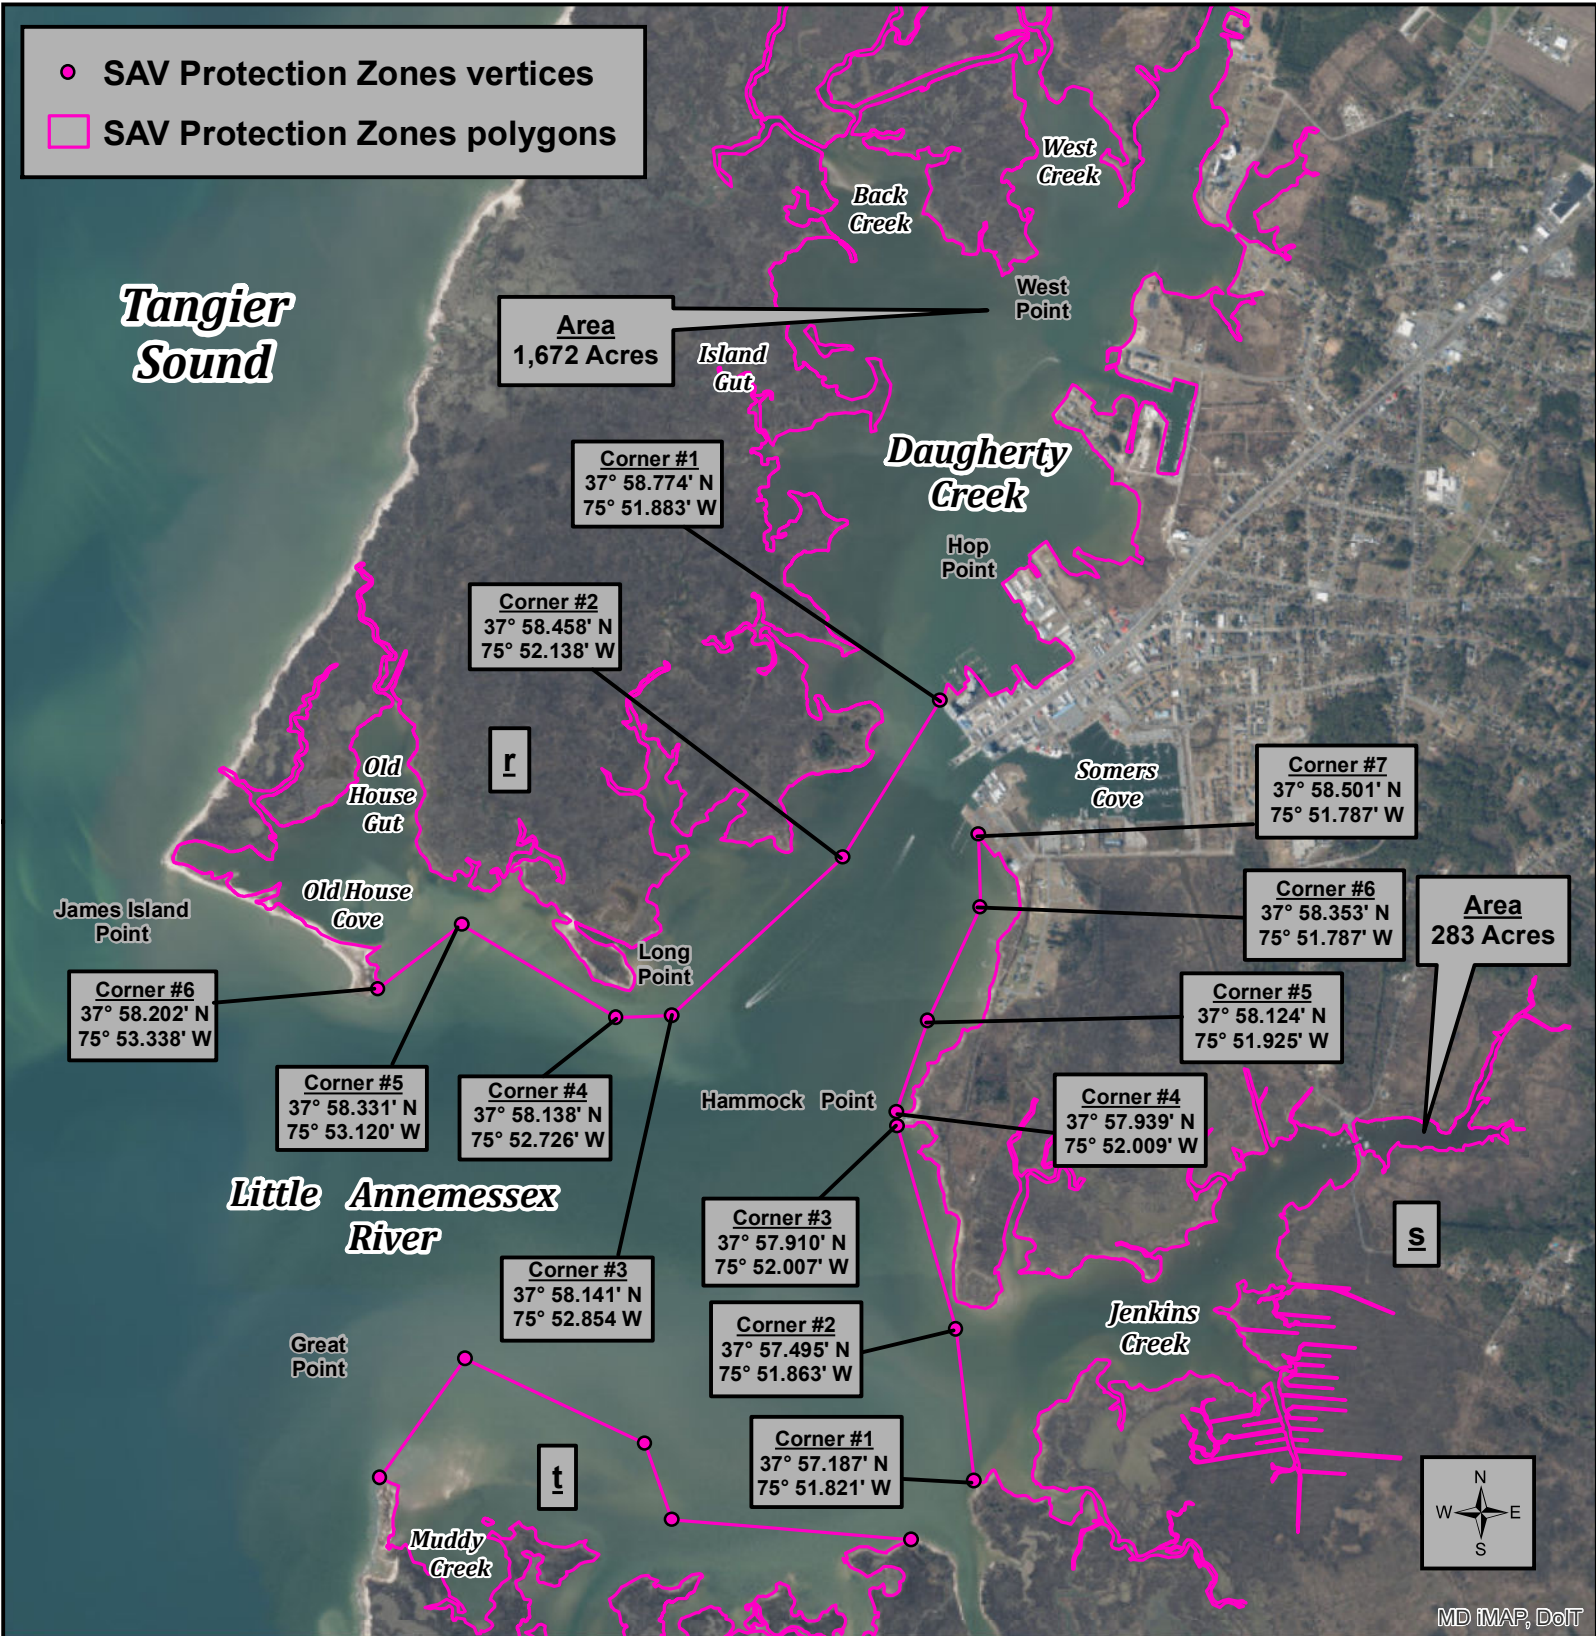 SAV Protection Zones vertices
SAV Protection Zones polygons
West
Creek
Back
Creek
Tangier
Sound
West
Point
Area
1,672 Acres
Island
Gut
Daugherty
Creek
Corner #1
37° 58.774' N
75° 51.883' W
Hop
Point
Corner #2
37° 58.458' N
75° 52.138' W
r
Old
House
Gut
Somers
Cove
Corner #7
37° 58.501' N
75° 51.787' W
Old House
Cove
James Island
Point
Corner #6
37° 58.353' N
75° 51.787' W
Area
283 Acres
Long
Point
Corner #6
37° 58.202' N
75° 53.338' W
Corner #5
37° 58.124' N
75° 51.925' W
Corner #5
37° 58.331' N
75° 53.120' W
Corner #4
37° 58.138' N
75° 52.726' W
Hammock Point
Corner #4
37° 57.939' N
75° 52.009' W
Little Annemessex
River
Corner #3
37° 57.910' N
75° 52.007' W
s
Corner #3
37° 58.141' N
75° 52.854 W
Jenkins
Creek
Corner #2
37° 57.495' N
75° 51.863' W
Great
Point
Corner #1
37° 57.187' N
75° 51.821' W
t
Muddy
Creek
N
W E
S
MD iMAP, DoIT